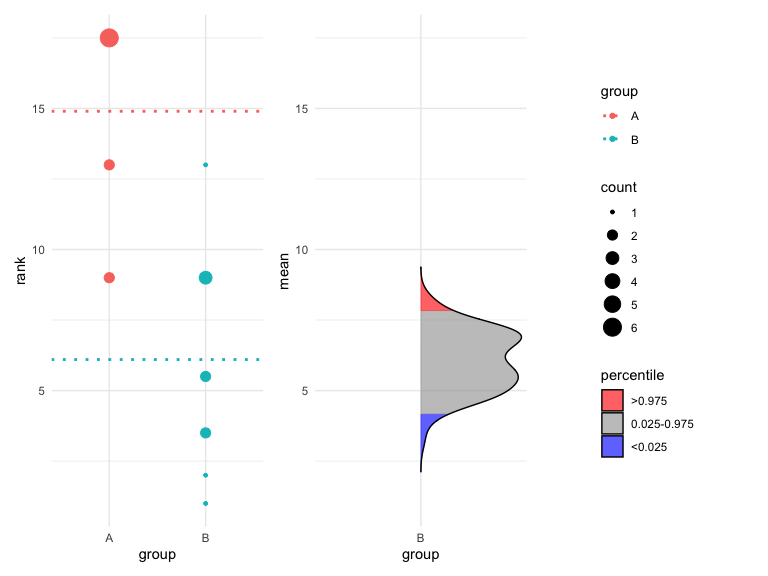 rank
15
10
5
A
B
group
mean
15
10
5
B
group
group
A
B
count
1
2
3
4
5
6
percentile
>0.975
0.025-0.975
<0.025